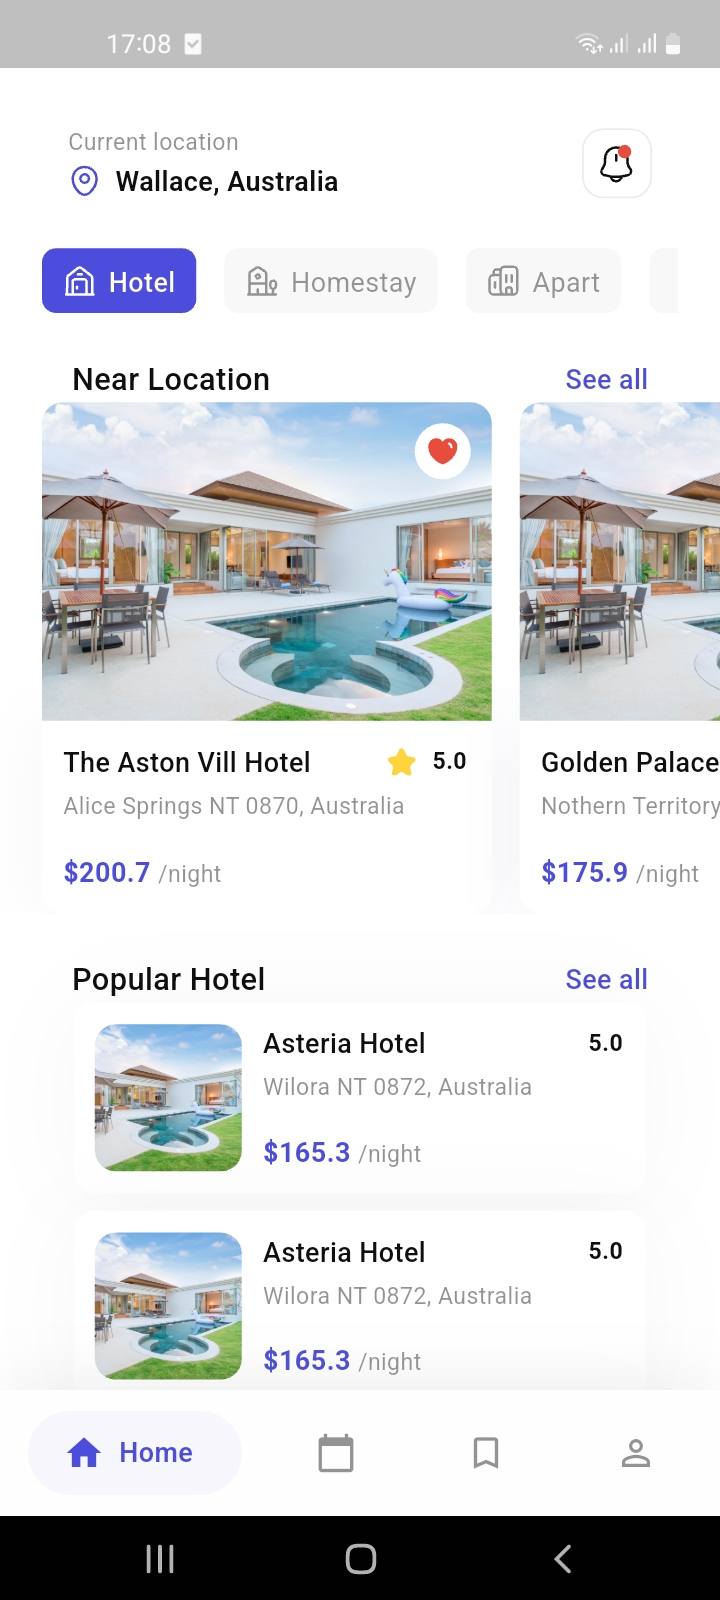 17:08
Current location
Wallace, Australia
Hotel
Homestay
Apart
Near Location
See all
The Aston Vill Hotel
5.0
Alice Springs NT 0870, Australia
$200.7 /night
Golden Palace
Nothern Territory
$175.9 /night
Popular Hotel
See all
Asteria Hotel
5.0
Wilora NT 0872, Australia
$165.3 /night
Asteria Hotel
5.0
Wilora NT 0872, Australia
$165.3 /night
Home